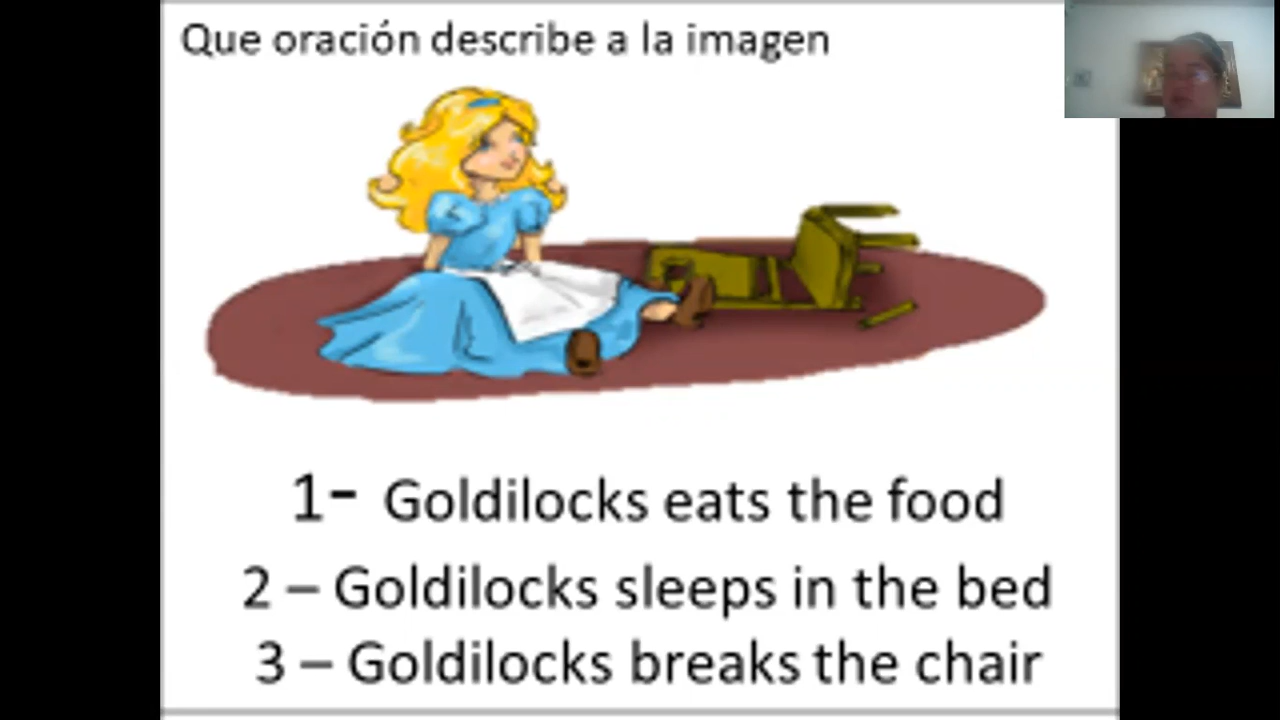 Que oración describe a la imagen
1- Goldilocks eats the food
2 – Goldilocks sleeps in the bed
3 – Goldilocks breaks the chair